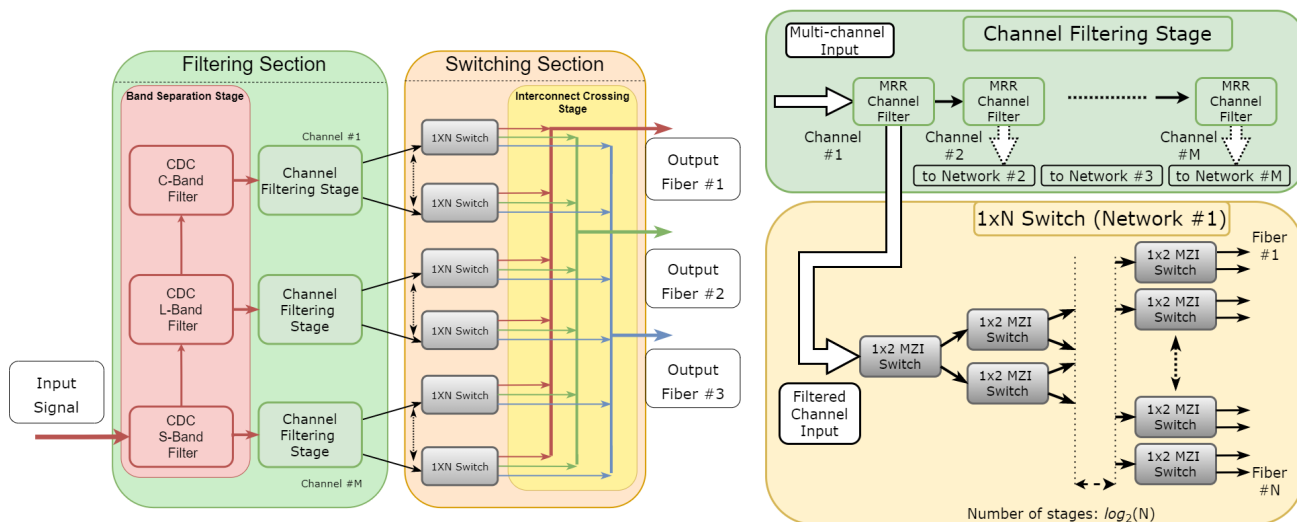 Filtering Section
Band Separation Stage
Channel #1
CDC
C-Band
Filter
Channel
Filtering Stage
CDC
L-Band
Filter
Channel
Filtering
Stage
Input
Signal
CDC
S-Band
Filter
Channel
Filtering
Stage
Channel #M
Switching Section
Interconnect Crossing
Stage
1XN Switch
1XN Switch
1XN Switch
1XN Switch
1XN Switch
1XN Switch
Output
Fiber #1
Output
Fiber #2
Output
Fiber #3
Multi-channel
Input
Channel Filtering Stage
MRR
Channel
Filter
MRR
Channel
Filter
MRR
Channel
Filter
Channel
#1
Channel
#2
Channel
#M
to Network #2
to Network #3
to Network #M
1xN Switch (Network #1)
Fiber
#1
1x2 MZI
Switch
1x2 MZI
Switch
1x2 MZI
Switch
1x2 MZI
Switch
1x2 MZI
Switch
Filtered
Channel
Input
1x2 MZI
Switch
1x2 MZI
Switch
Fiber
#N
Number of stages: log₂(N)